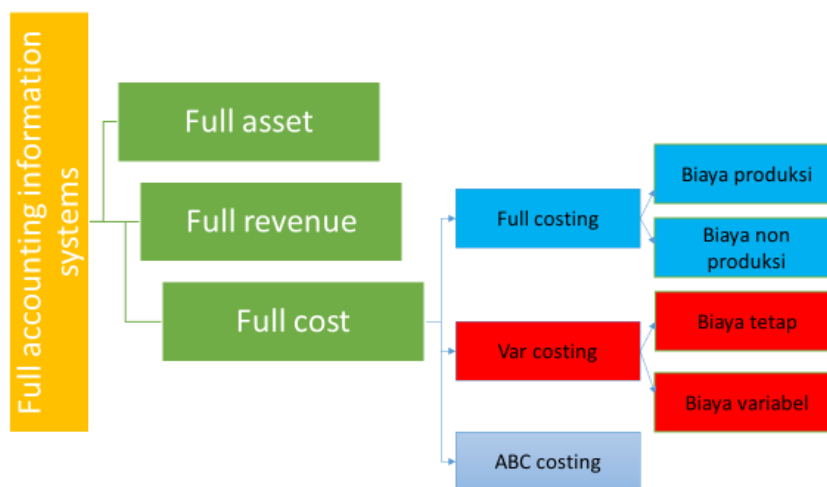 Full accounting information
systems
Full asset
Full revenue
Full cost
Full costing
Biaya produksi
Biaya non
produksi
Var costing
Biaya tetap
Biaya variabel
ABC costing